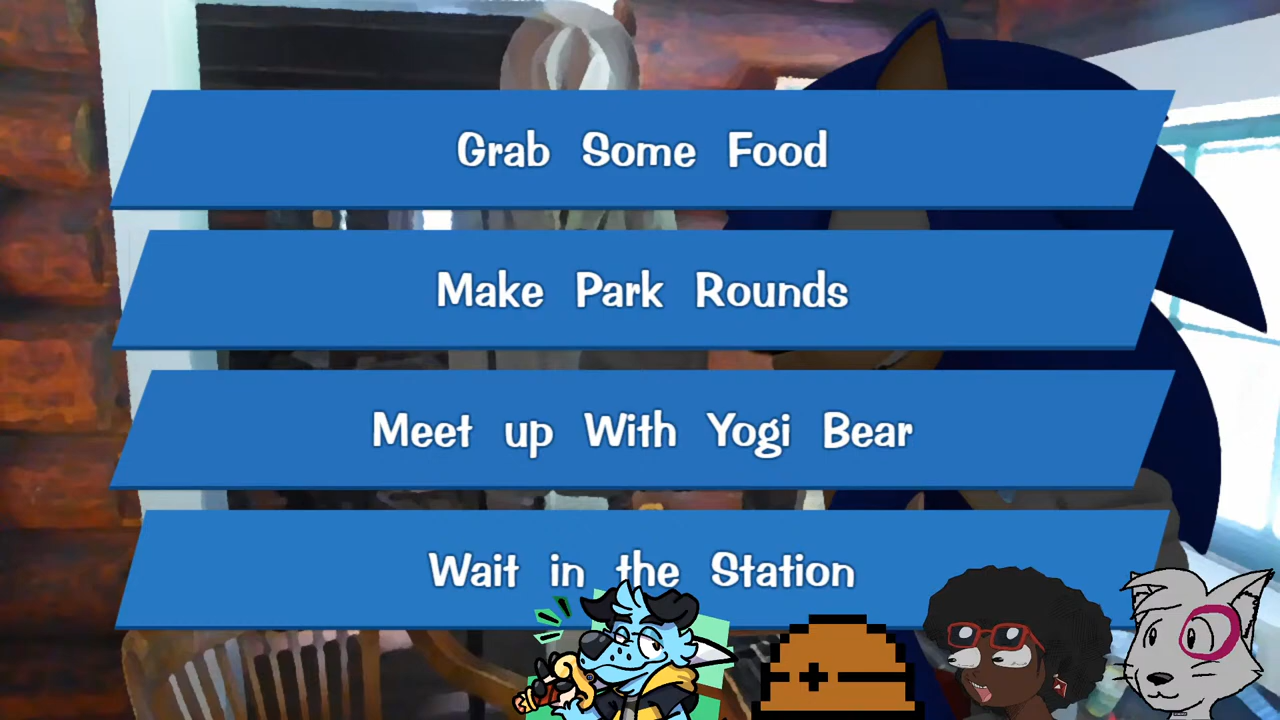 Grab Some Food
Make Park Rounds
Meet up With Yogi Bear
Wait in the Station